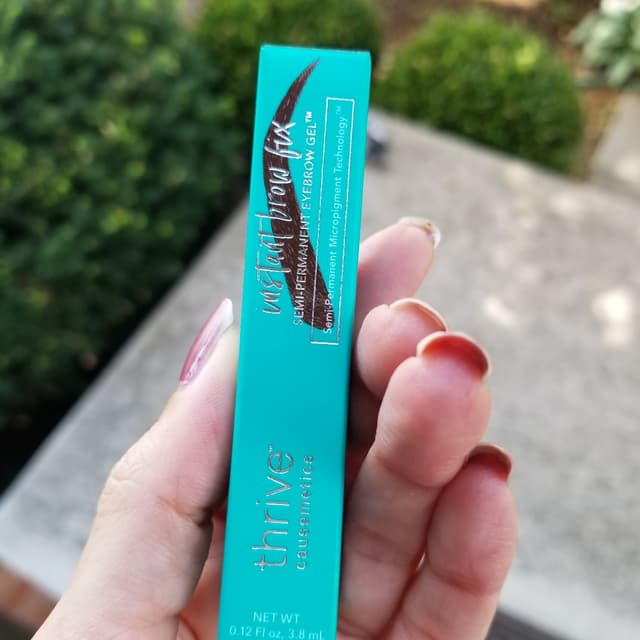 instant brow fix
SEMI-PERMANENT EYEBROW GEL™
Semi-Permanent Micropigment Technology™
thrive™
causemetics
NET WT
0.12 Fl oz, 3.8 mL